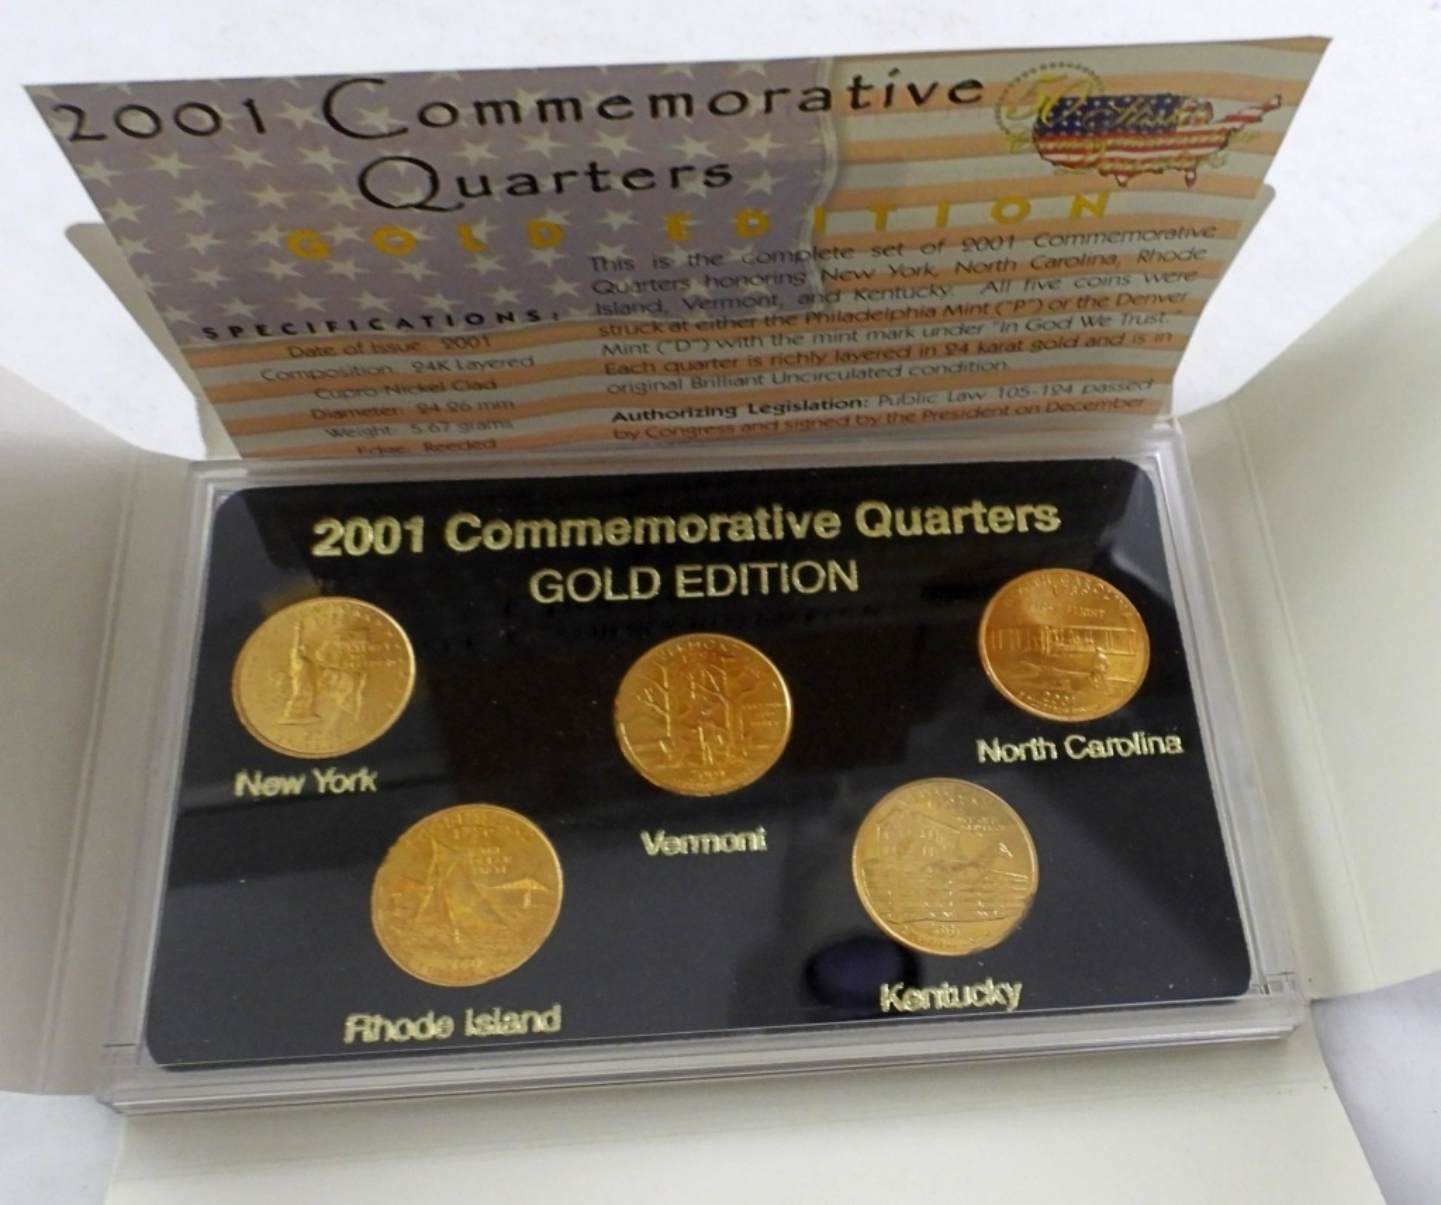 2001 Commemorative
Quarters
GOLD EDITION
50 State
This is the complete set of 2001 Commemorative
Quarters honoring New York, North Carolina, Rhode
Island, Vermont, and Kentucky. All five coins were
struck at either the Philadelphia Mint ("P") or the Denver
Mint ("D") with the mint mark under "In God We Trust."
Each quarter is richly layered in 24 karat gold and is in
original Brilliant Uncirculated condition.
Authorizing Legislation: Public Law 105-124 passed
by Congress and signed by the President on December
SPECIFICATIONS:
Date of Issue: 2001
Composition: 24K Layered
Cupro-Nickel Clad
Diameter: 24.26 mm
Weight: 5.67 grams
Edge: Reeded
2001 Commemorative Quarters
GOLD EDITION
New York
Vermont
North Carolina
Rhode Island
Kentucky